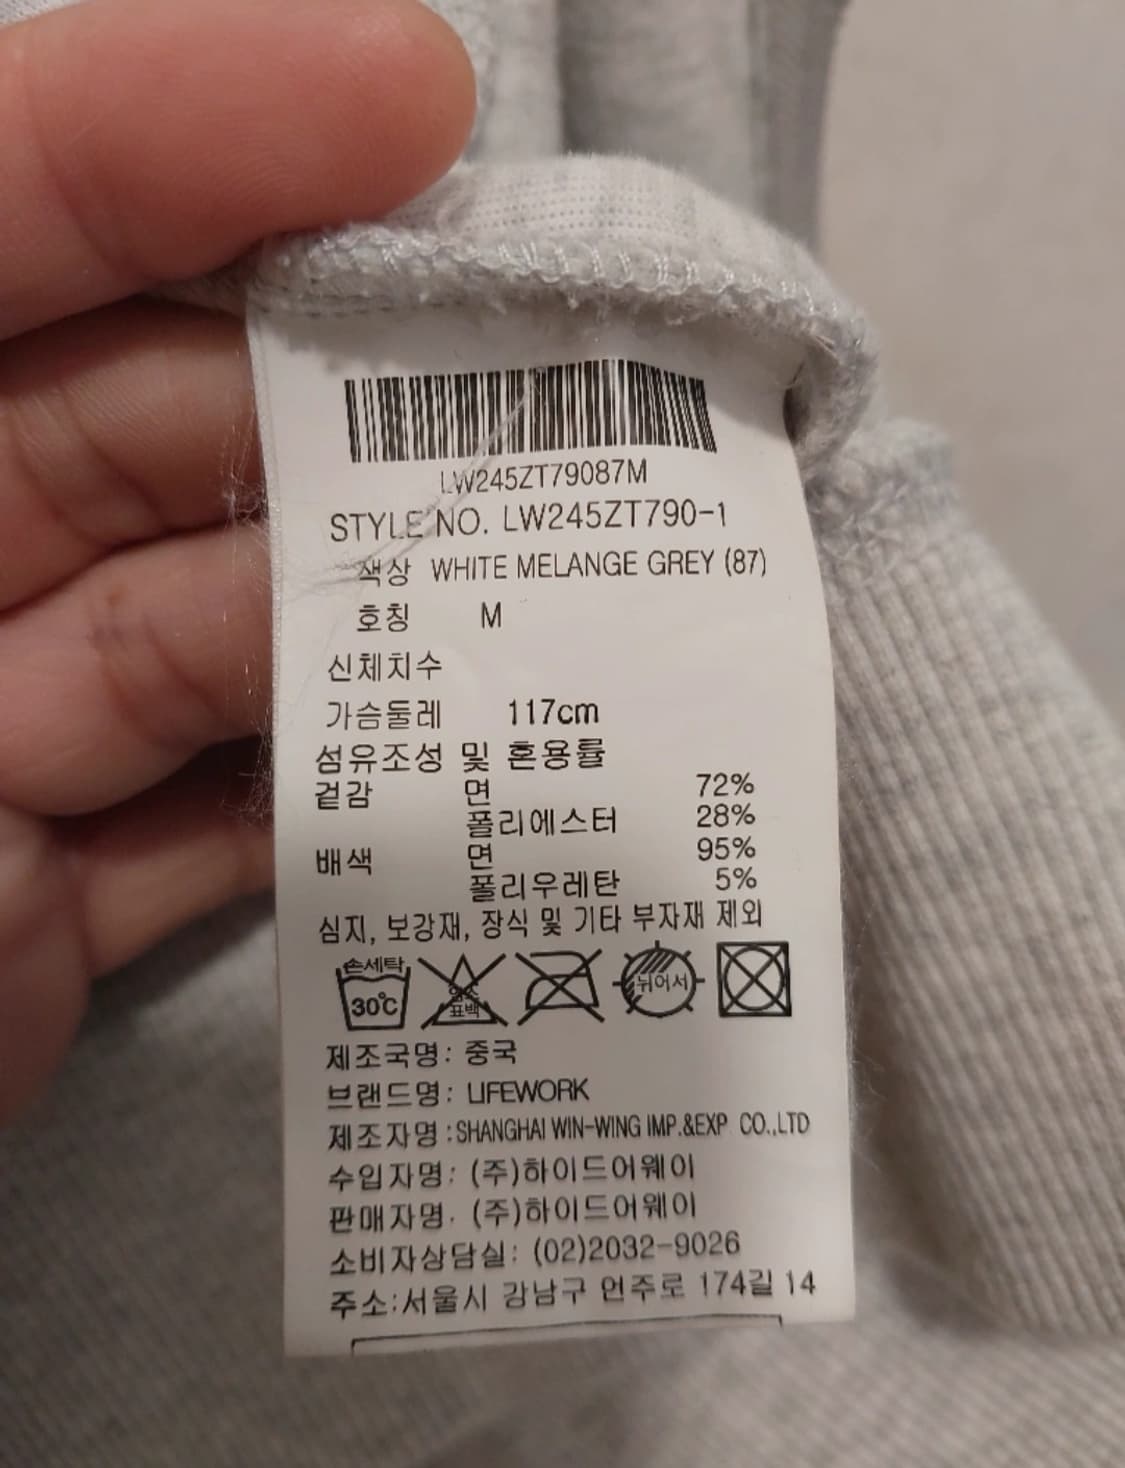 LW245ZT79087M
STYLE NO. LW245ZT790-1
색상 WHITE MELANGE GREY (87)
호칭 M
신체치수
가슴둘레 117cm
섬유조성 및 혼용률
겉감 면 72%
폴리에스터 28%
배색 면 95%
폴리우레탄 5%
심지, 보강재, 장식 및 기타 부자재 제외
손세탁
30℃
염소
표백
뉘어서
제조국명: 중국
브랜드명: LIFEWORK
제조자명:SHANGHAI WIN-WING IMP.&EXP CO.,LTD
수입자명: (주)하이드어웨이
판매자명. (주)하이드어웨이
소비자상담실: (02)2032-9026
주소:서울시 강남구 언주로 174길 14